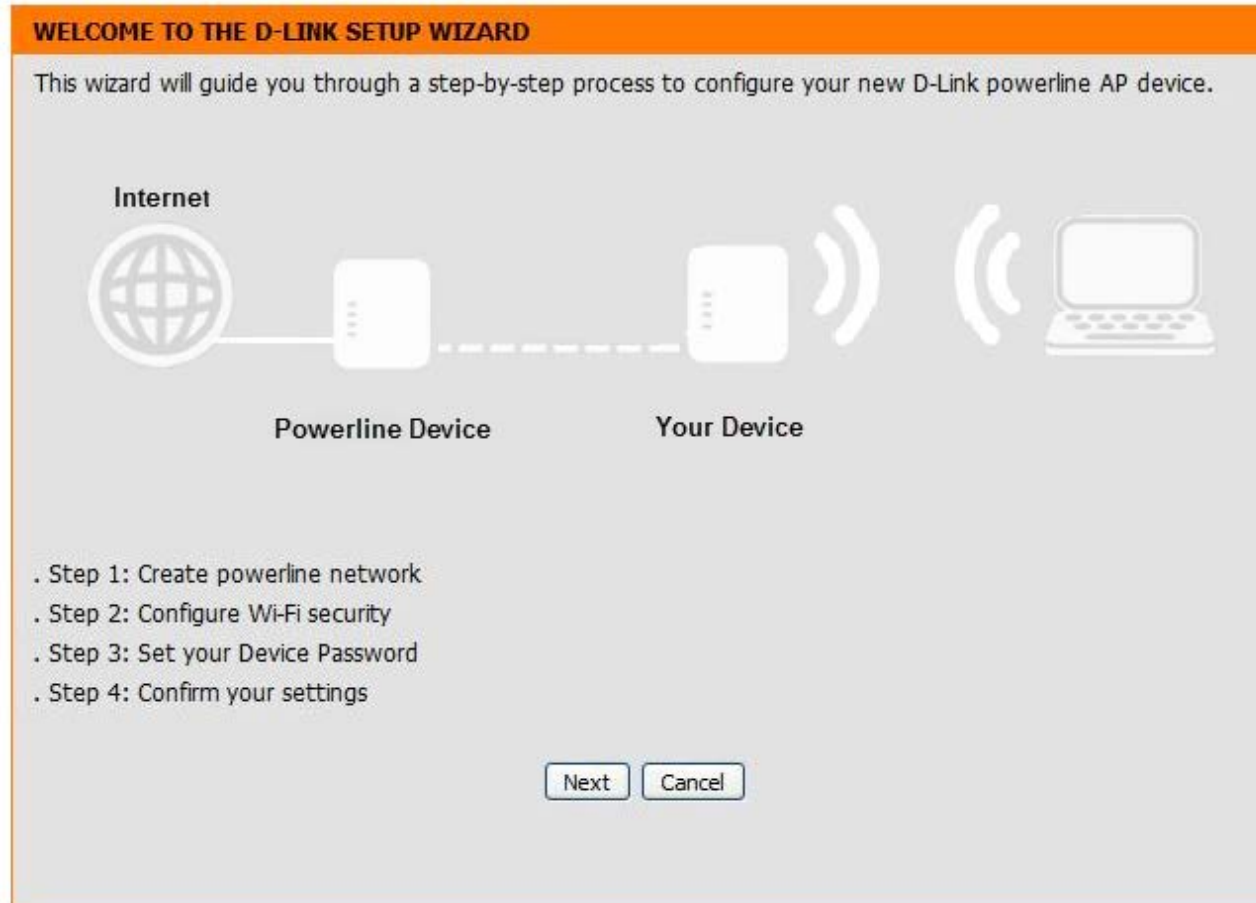 WELCOME TO THE D-LINK SETUP WIZARD
This wizard will guide you through a step-by-step process to configure your new D-Link powerline AP device.
Internet
Powerline Device
Your Device
. Step 1: Create powerline network
. Step 2: Configure Wi-Fi security
. Step 3: Set your Device Password
. Step 4: Confirm your settings
Next
Cancel